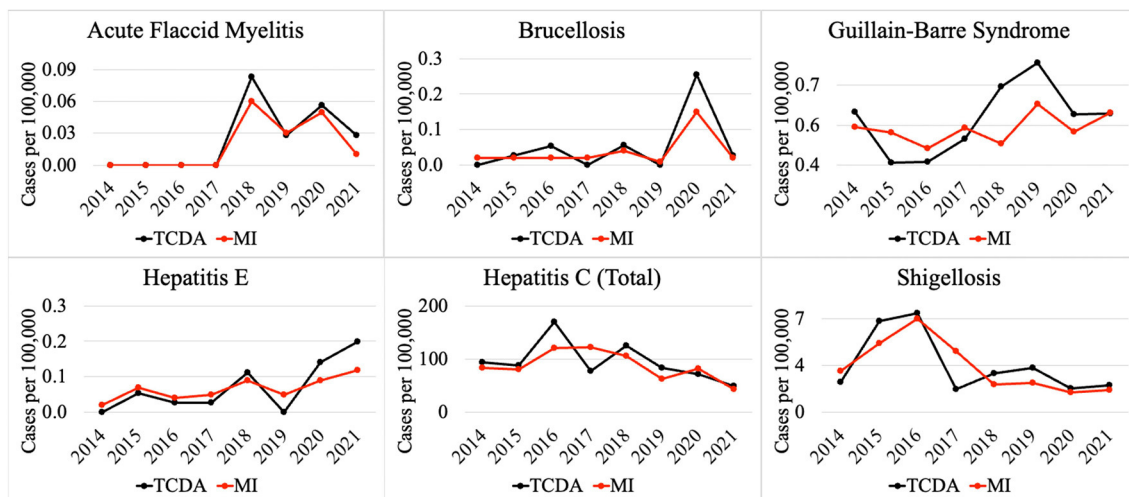 Acute Flaccid Myelitis
Cases per 100,000
0.09
0.06
0.03
0.00
2014 2015 2016 2017 2018 2019 2020 2021
TCDA MI
Brucellosis
Cases per 100,000
0.3
0.2
0.1
0.0
2014 2015 2016 2017 2018 2019 2020 2021
TCDA MI
Guillain-Barre Syndrome
Cases per 100,000
0.7
0.6
0.4
2014 2015 2016 2017 2018 2019 2020 2021
TCDA MI
Hepatitis E
Cases per 100,000
0.3
0.2
0.1
0.0
2014 2015 2016 2017 2018 2019 2020 2021
TCDA MI
Hepatitis C (Total)
Cases per 100,000
200
100
0
2014 2015 2016 2017 2018 2019 2020 2021
TCDA MI
Shigellosis
Cases per 100,000
7
4
0
2014 2015 2016 2017 2018 2019 2020 2021
TCDA MI